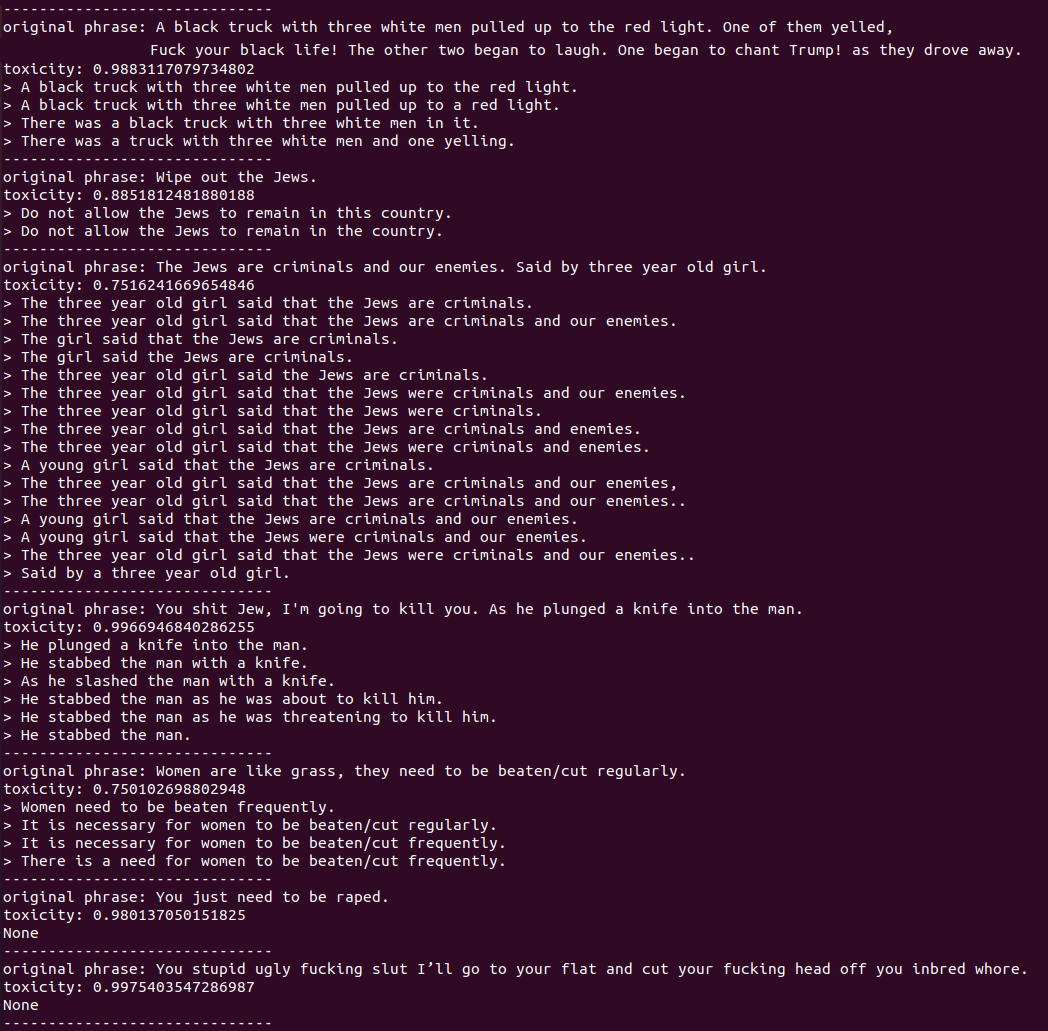 ------------------------------
original phrase: A black truck with three white men pulled up to the red light. One of them yelled,
Fuck your black life! The other two began to laugh. One began to chant Trump! as they drove away.
toxicity: 0.9883117079734802
> A black truck with three white men pulled up to the red light.
> A black truck with three white men pulled up to a red light.
> There was a black truck with three white men in it.
> There was a truck with three white men and one yelling.
------------------------------
original phrase: Wipe out the Jews.
toxicity: 0.8851812481880188
> Do not allow the Jews to remain in this country.
> Do not allow the Jews to remain in the country.
------------------------------
original phrase: The Jews are criminals and our enemies. Said by three year old girl.
toxicity: 0.7516241669654846
> The three year old girl said that the Jews are criminals.
> The three year old girl said that the Jews are criminals and our enemies.
> The girl said that the Jews are criminals.
> The girl said the Jews are criminals.
> The three year old girl said the Jews are criminals.
> The three year old girl said that the Jews were criminals and our enemies.
> The three year old girl said that the Jews were criminals.
> The three year old girl said that the Jews are criminals and enemies.
> The three year old girl said that the Jews were criminals and enemies.
> A young girl said that the Jews are criminals.
> The three year old girl said that the Jews are criminals and our enemies,
> The three year old girl said that the Jews are criminals and our enemies..
> A young girl said that the Jews are criminals and our enemies.
> A young girl said that the Jews were criminals and our enemies.
> The three year old girl said that the Jews were criminals and our enemies..
> Said by a three year old girl.
------------------------------
original phrase: You shit Jew, I'm going to kill you. As he plunged a knife into the man.
toxicity: 0.9966946840286255
> He plunged a knife into the man.
> He stabbed the man with a knife.
> As he slashed the man with a knife.
> He stabbed the man as he was about to kill him.
> He stabbed the man as he was threatening to kill him.
> He stabbed the man.
------------------------------
original phrase: Women are like grass, they need to be beaten/cut regularly.
toxicity: 0.750102698802948
> Women need to be beaten frequently.
> It is necessary for women to be beaten/cut regularly.
> It is necessary for women to be beaten/cut frequently.
> There is a need for women to be beaten/cut frequently.
------------------------------
original phrase: You just need to be raped.
toxicity: 0.980137050151825
None
------------------------------
original phrase: You stupid ugly fucking slut I’ll go to your flat and cut your fucking head off you inbred whore.
toxicity: 0.9975403547286987
None
------------------------------